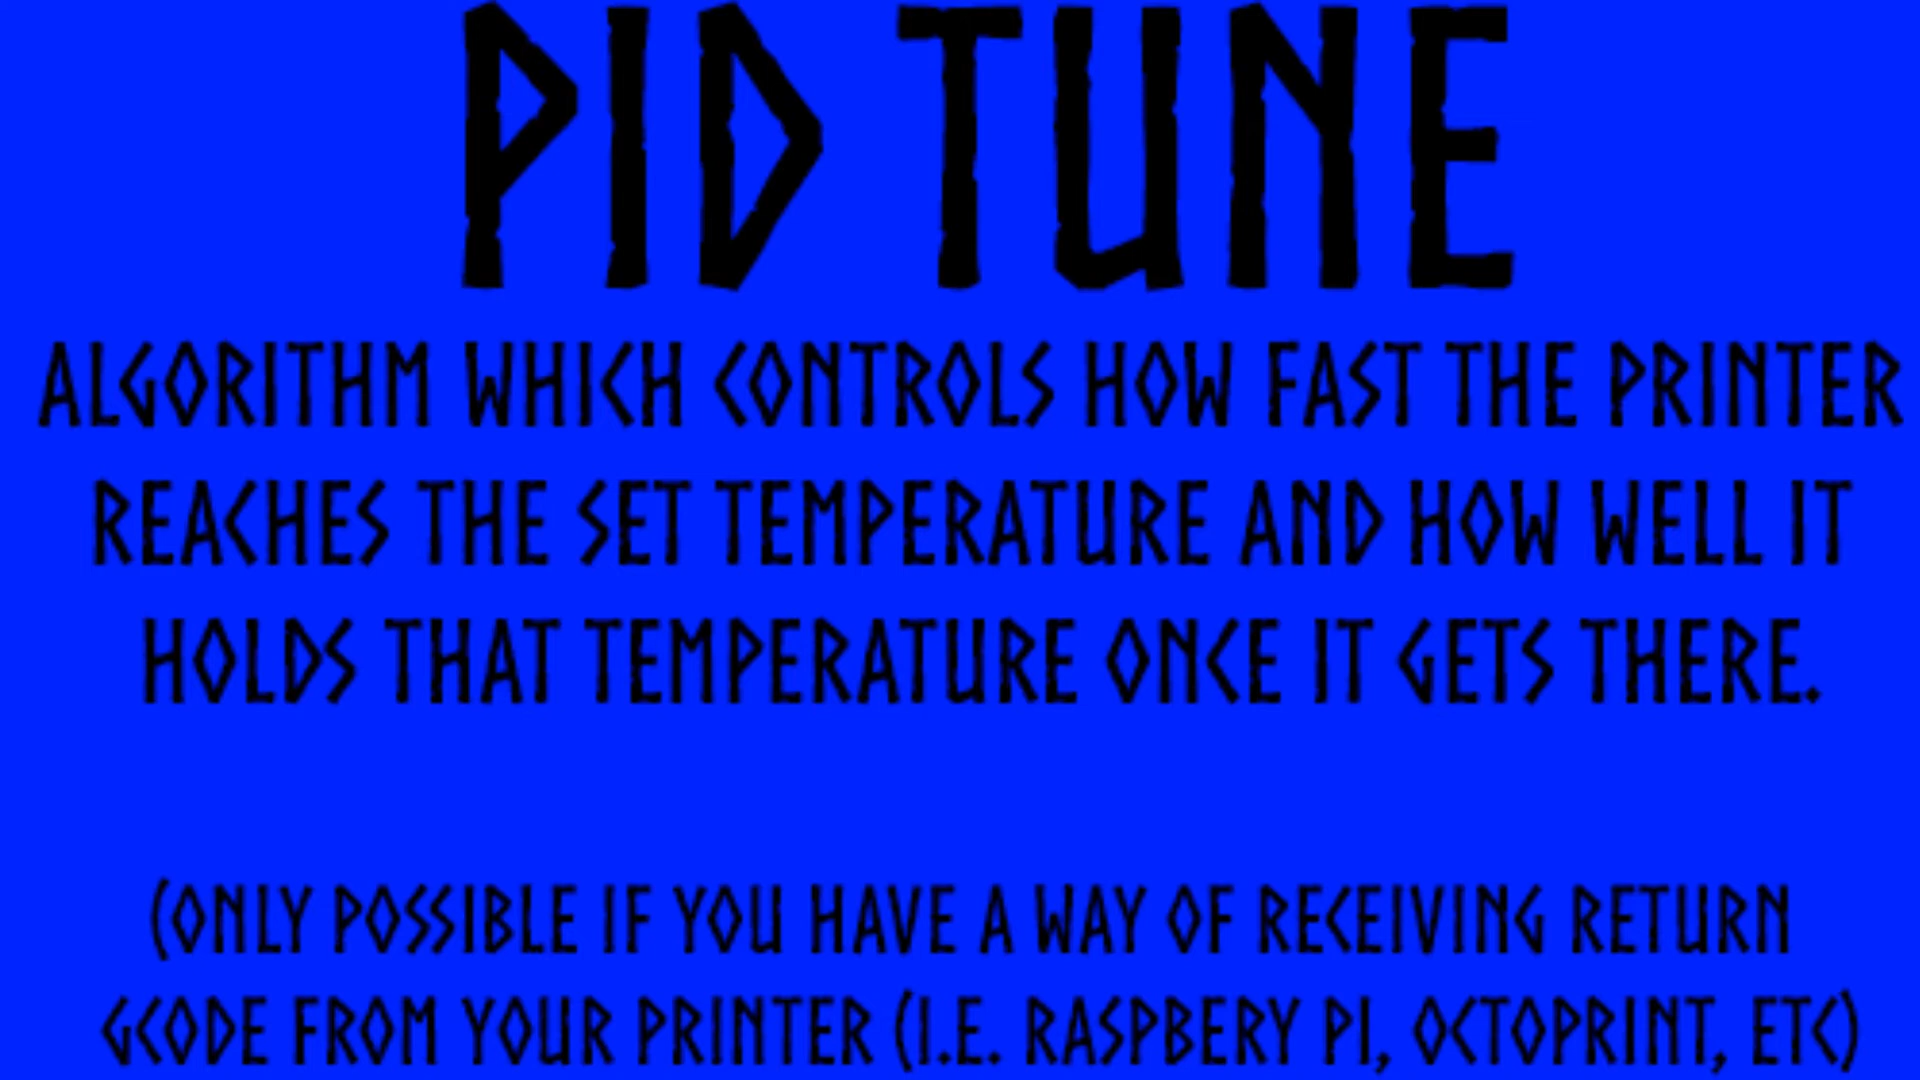 PID TUNE
ALGORITHM WHICH CONTROLS HOW FAST THE PRINTER
REACHES THE SET TEMPERATURE AND HOW WELL IT
HOLDS THAT TEMPERATURE ONCE IT GETS THERE.
(ONLY POSSIBLE IF YOU HAVE A WAY OF RECEIVING RETURN
GCODE FROM YOUR PRINTER (I.E. RASPBERY PI, OCTOPRINT, ETC)